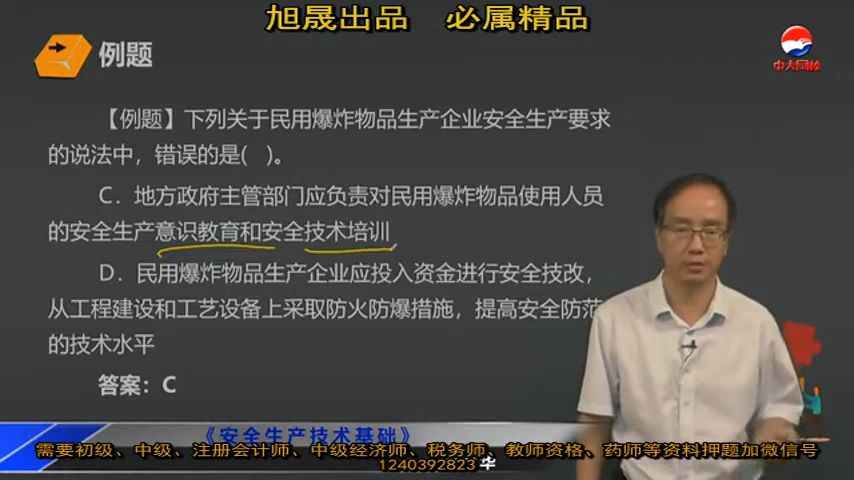 旭晟出品 必属精品
例题
中大网校
【例题】下列关于民用爆炸物品生产企业安全生产要求
的说法中，错误的是( )。
C．地方政府主管部门应负责对民用爆炸物品使用人员
的安全生产意识教育和安全技术培训
D．民用爆炸物品生产企业应投入资金进行安全技改，
从工程建设和工艺设备上采取防火防爆措施，提高安全防范
的技术水平
答案：C
《安全生产技术基础》
需要初级、中级、注册会计师、中级经济师、税务师、教师资格、药师等资料押题加微信号
1240392823
华